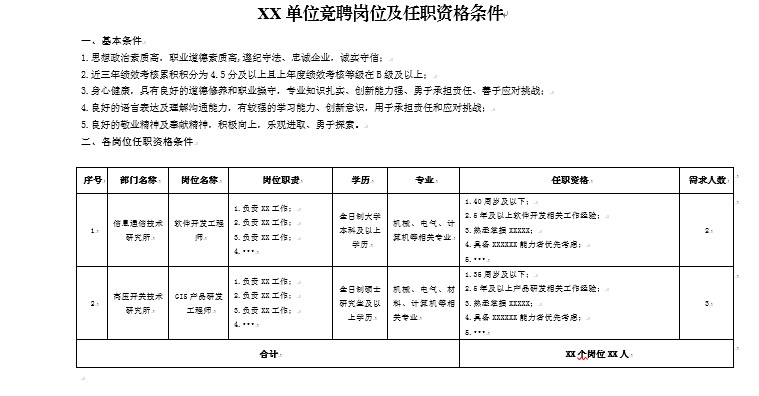 XX 单位竞聘岗位及任职资格条件
一、基本条件
1.思想政治素质高，职业道德素质高,遵纪守法、忠诚企业，诚实守信；
2.近三年绩效考核累积积分为 4.5 分及以上且上年度绩效考核等级在 B 级及以上；
3.身心健康，具有良好的道德修养和职业操守，专业知识扎实、创新能力强、勇于承担责任、善于应对挑战；
4.良好的语言表达及理解沟通能力，有较强的学习能力、创新意识，用于承担责任和应对挑战；
5.良好的敬业精神及奉献精神，积极向上，乐观进取、勇于探索。
二、各岗位任职资格条件
序号 部门名称 岗位名称 岗位职责 学历 专业 任职资格 需求人数
1
信息通信技术
研究所
软件开发工程
师
1.负责 XX 工作；
2.负责 XX 工作；
3.负责 XX 工作；
4.•••
全日制大学
本科及以上
学历
机械、电气、计
算机等相关专业
1.40 周岁及以下；
2.5 年及以上软件开发相关工作经验；
3.熟悉掌握 XXXXX；
4.具备 XXXXXX 能力者优先考虑；
5.•••
2
2
高压开关技术
研究所
GIS 产品研发
工程师
1.负责 XX 工作；
2.负责 XX 工作；
3.负责 XX 工作；
4.•••
全日制硕士
研究生及以
上学历
机械、电气、材
料、计算机等相
关专业
1.35 周岁及以下；
2.5 年及以上产品研发相关工作经验；
3.熟悉掌握 XXXXX；
4.具备 XXXXXX 能力者优先考虑；
5.•••
3
合计 XX 个岗位 XX 人